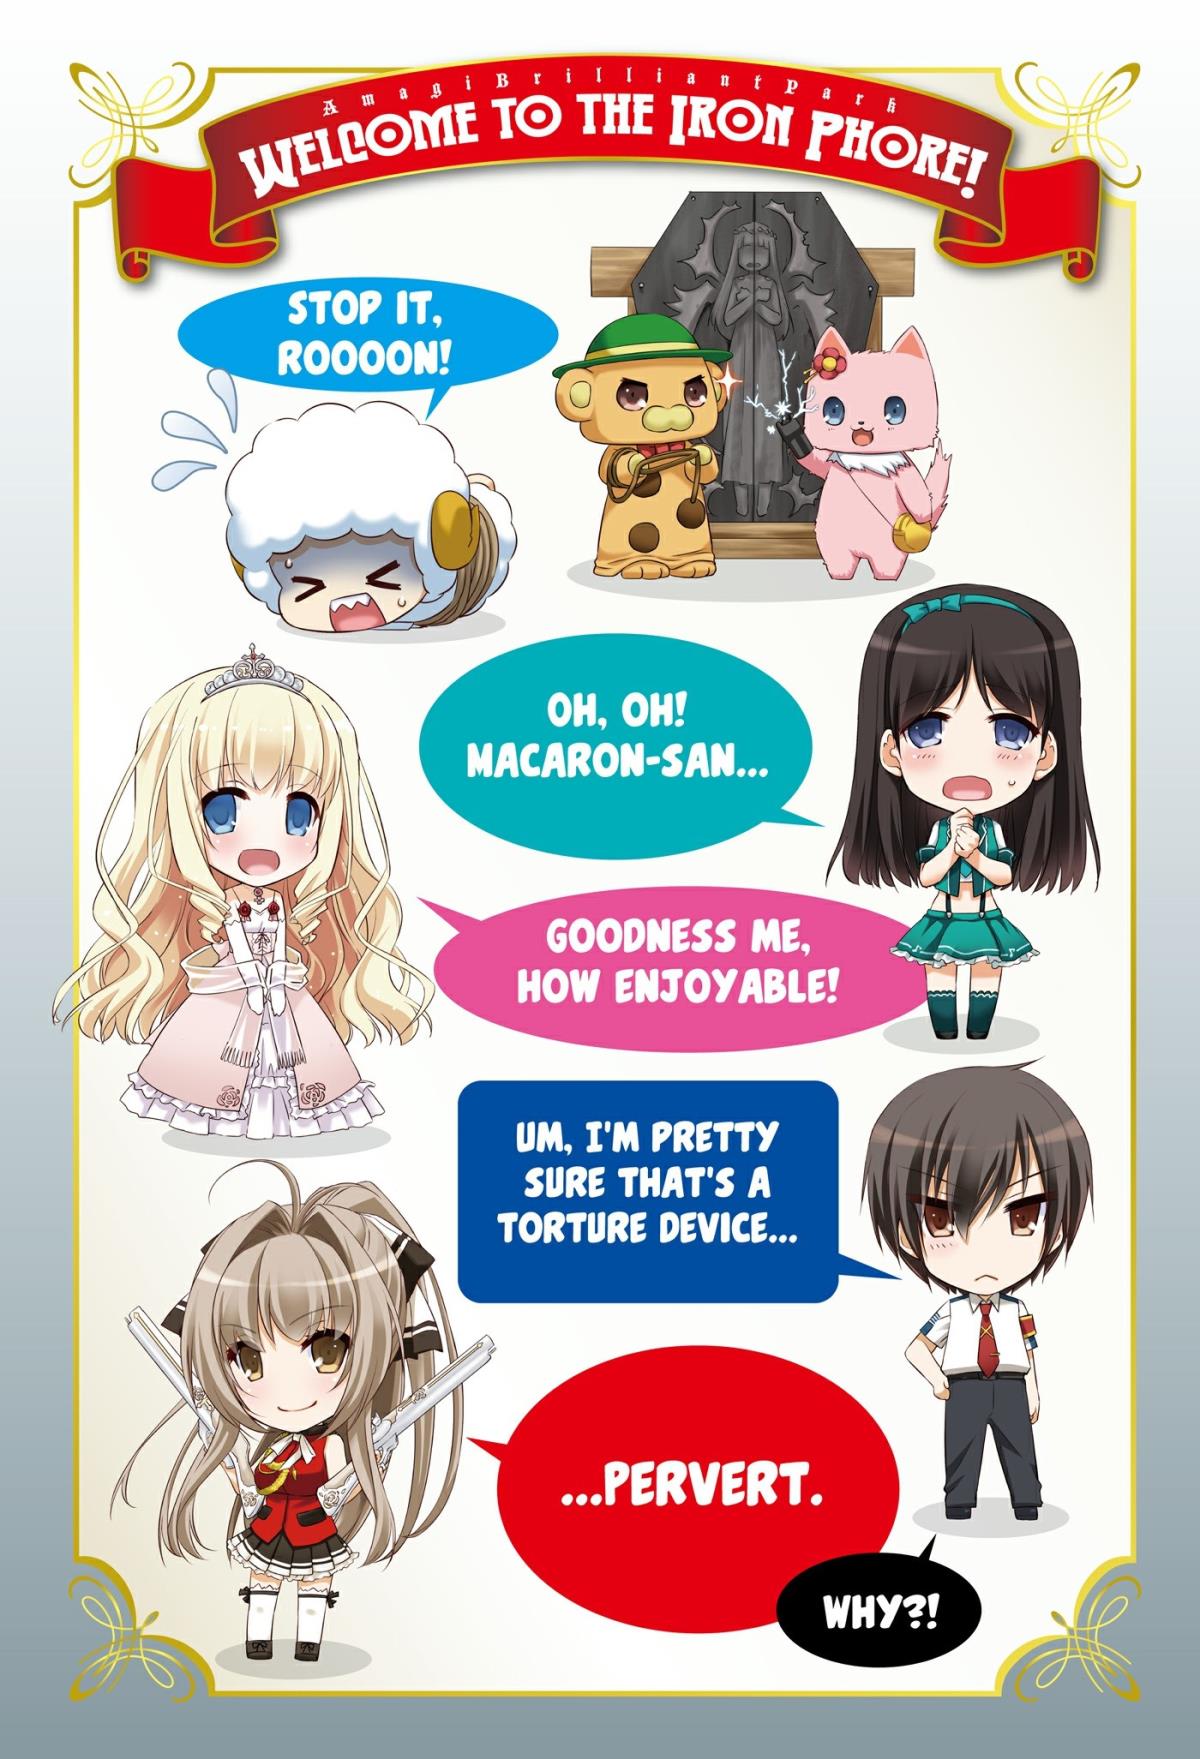 AmagiBrilliantPark
WELCOME TO THE IRON PHORE!
STOP IT,
ROOOON!
OH, OH!
MACARON-SAN...
GOODNESS ME,
HOW ENJOYABLE!
UM, I'M PRETTY
SURE THAT'S A
TORTURE DEVICE...
...PERVERT.
WHY?!